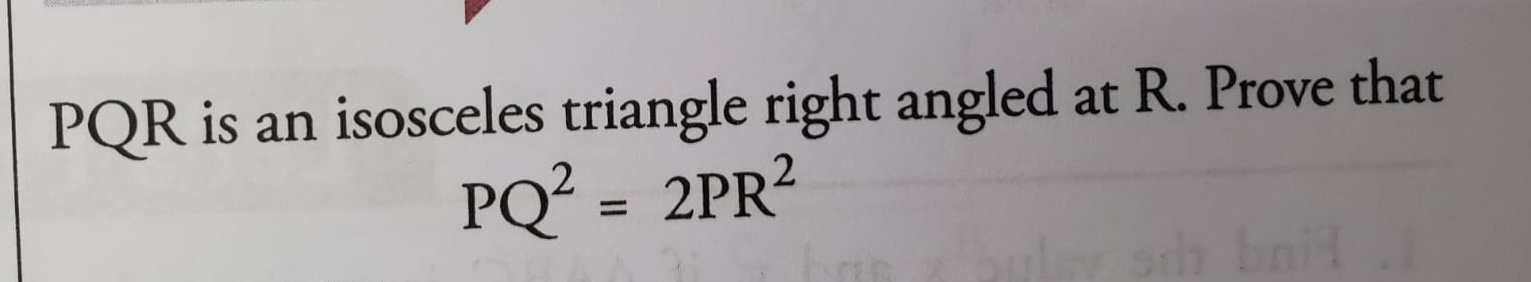 PQR is an isosceles triangle right angled at R. Prove that
PQ² = 2PR²